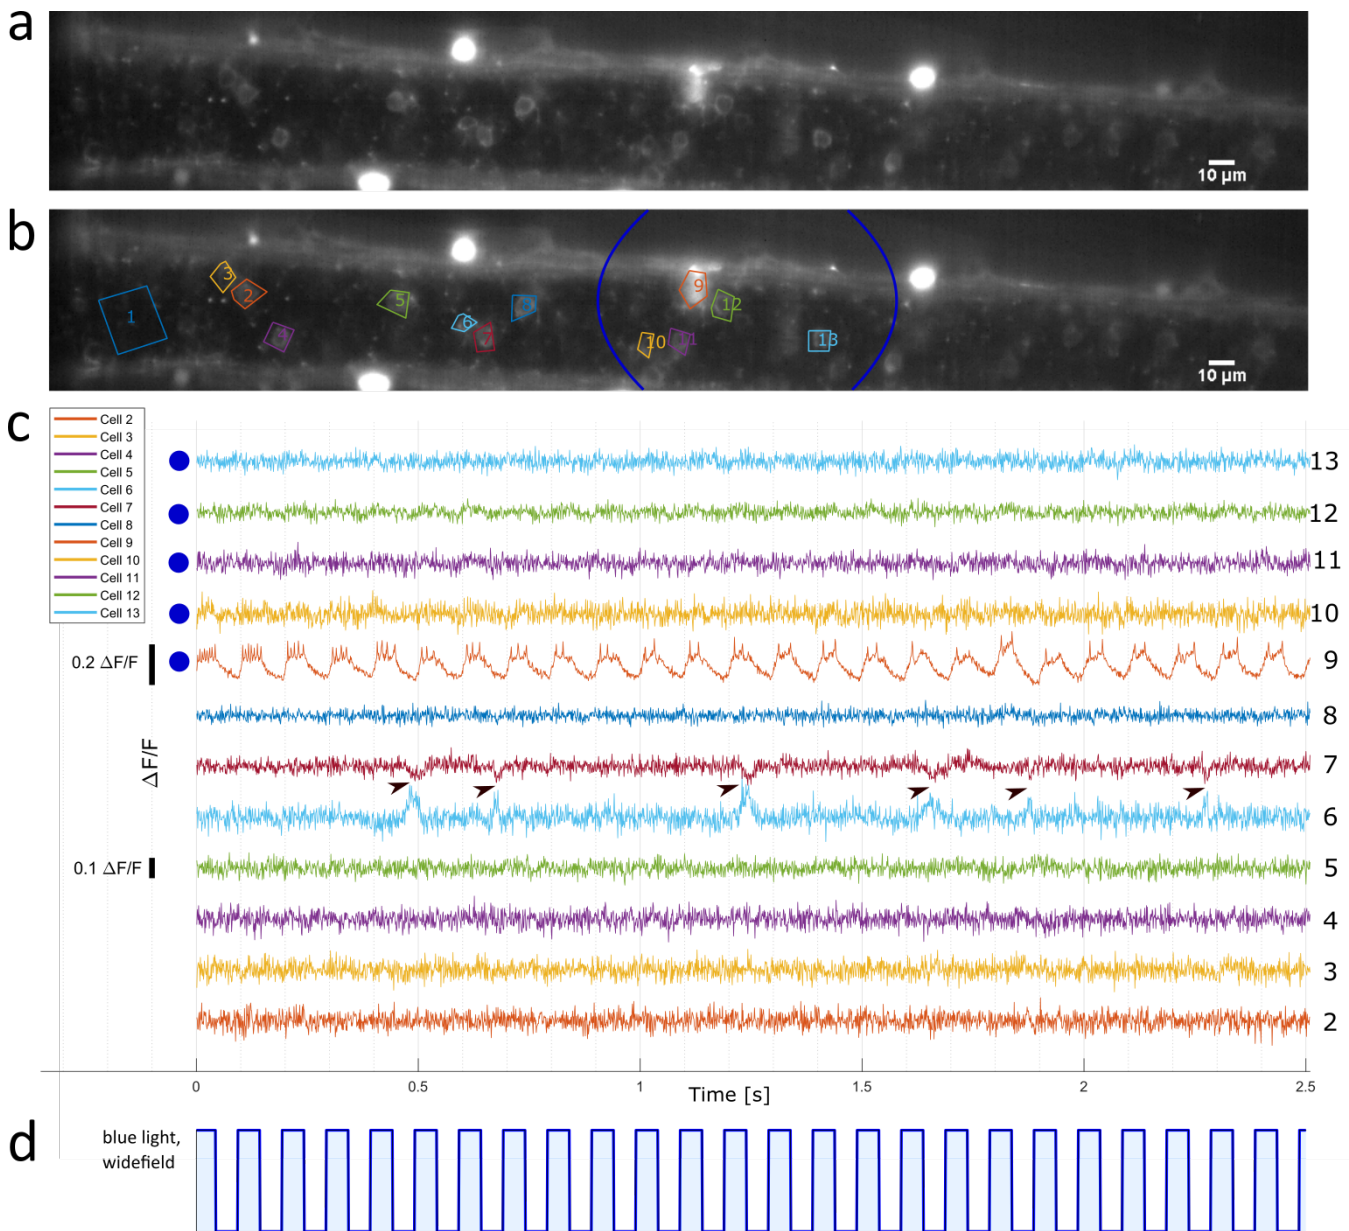 a
10 µm
b
1
2
3
4
5
6
7
8
9
10
11
12
13
10 µm
c
Cell 2
Cell 3
Cell 4
Cell 5
Cell 6
Cell 7
Cell 8
Cell 9
Cell 10
Cell 11
Cell 12
Cell 13
13
12
11
10
0.2 ΔF/F
9
8
ΔF/F
7
6
0.1 ΔF/F
5
4
3
2
0 0.5 1 1.5 2 2.5
Time [s]
d
blue light,
widefield